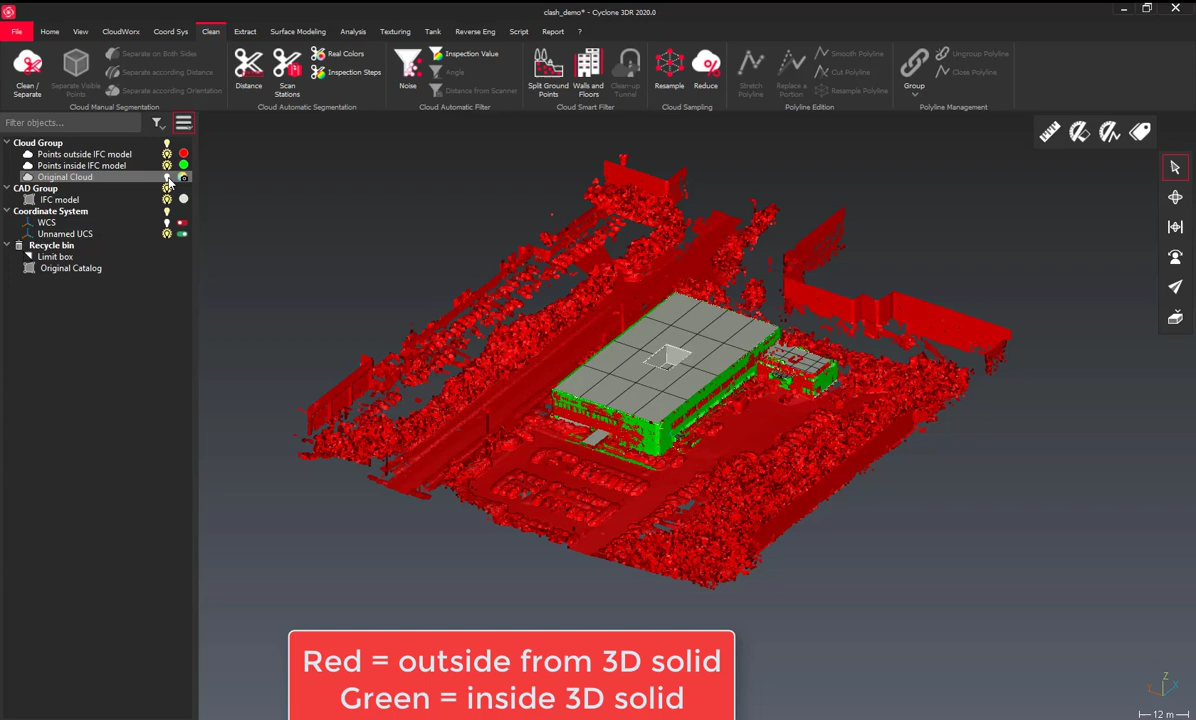 clash_demo* - Cyclone 3DR 2020.0
File Home View CloudWorx Coord Sys Clean Extract Surface Modeling Analysis Texturing Tank Reverse Eng Script Report ?
Clean / Separate
Separate Visible Points
Separate on Both Sides
Separate according Distance
Separate according Orientation
Cloud Manual Segmentation
Distance
Scan Stations
Real Colors
Inspection Steps
Cloud Automatic Segmentation
Noise
Inspection Value
Angle
Distance from Scanner
Cloud Automatic Filter
Split Ground Points
Walls and Floors
Clean-up Tunnel
Cloud Smart Filter
Resample
Reduce
Cloud Sampling
Stretch Polyline
Replace a Portion
Smooth Polyline
Cut Polyline
Resample Polyline
Polyline Edition
Group
Ungroup Polyline
Close Polyline
Polyline Management
Filter objects...
Cloud Group
Points outside IFC model
Points inside IFC model
Original Cloud
CAD Group
IFC model
Coordinate System
WCS
Unnamed UCS
Recycle bin
Limit box
Original Catalog
Red = outside from 3D solid
Green = inside 3D solid
Z
Y
X
12 m